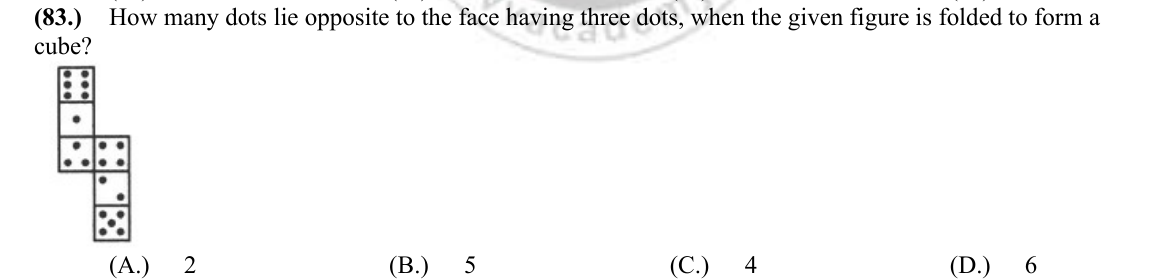 (83.) How many dots lie opposite to the face having three dots, when the given figure is folded to form a
cube?
(A.) 2 (B.) 5 (C.) 4 (D.) 6